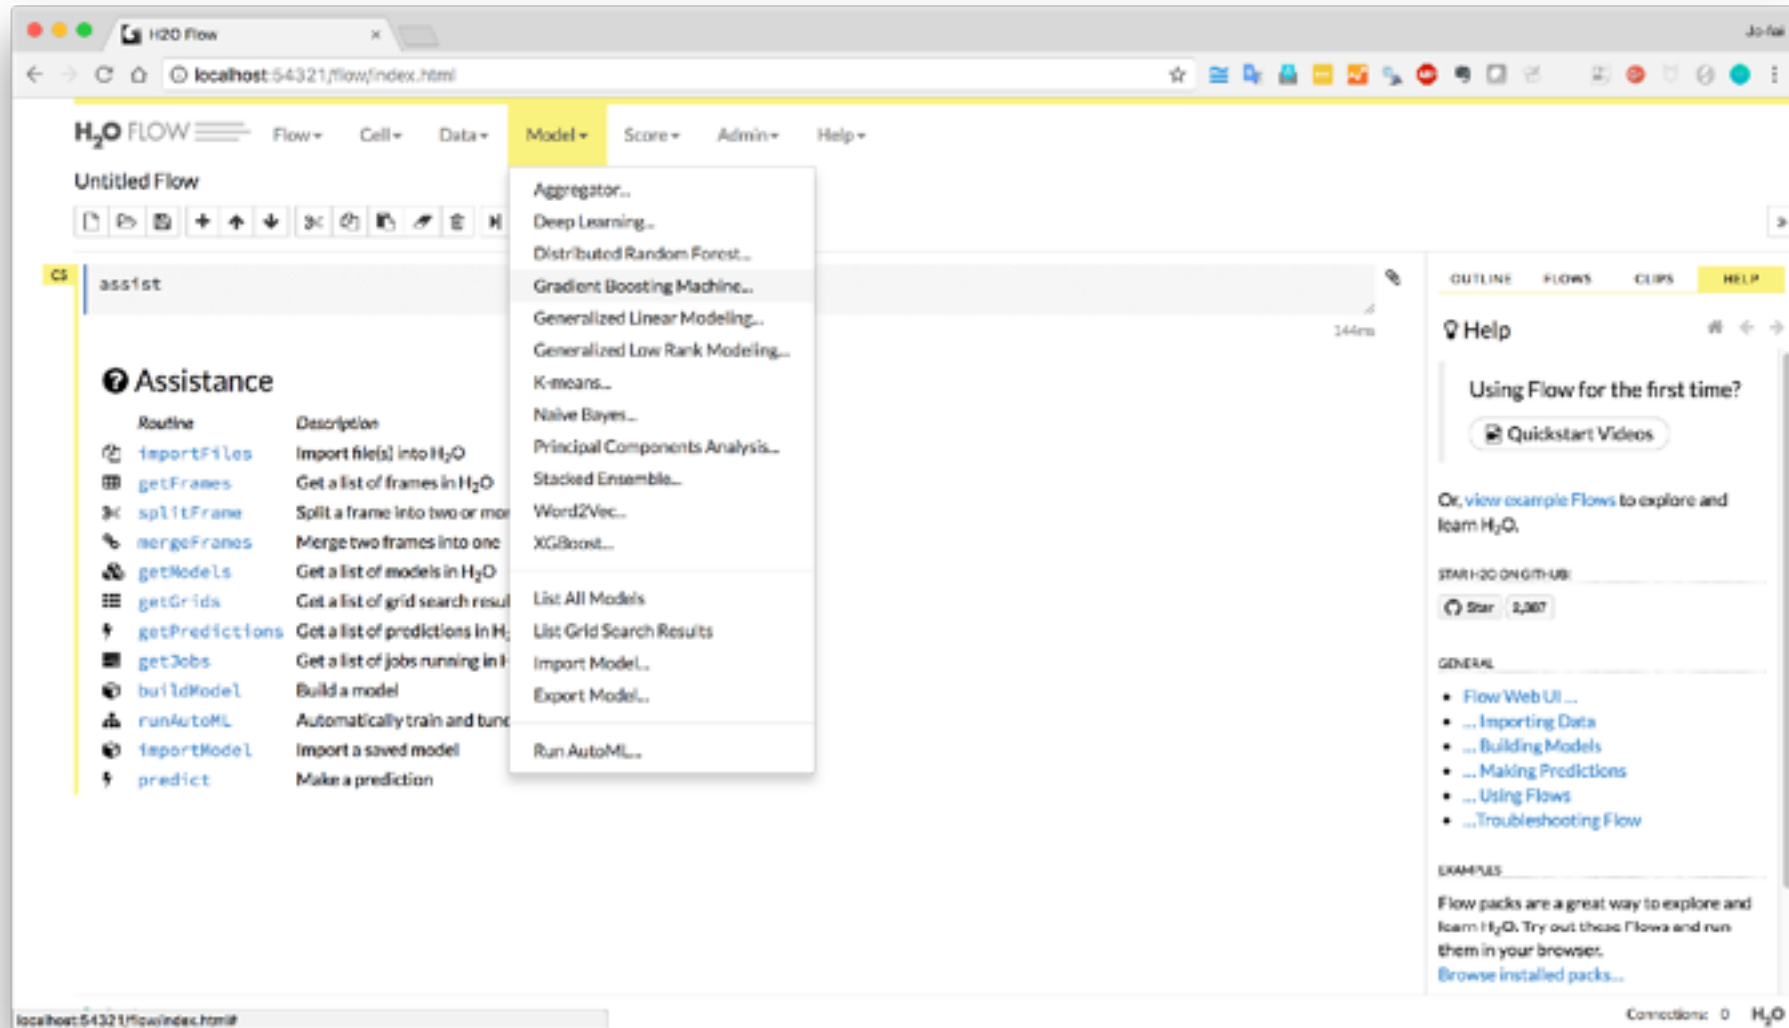 H2O Flow
Jo-fai
localhost:54321/flow/index.html
H2O FLOW Flow Cell Data Model Score Admin Help
Untitled Flow
Aggregator...
Deep Learning...
Distributed Random Forest...
Gradient Boosting Machine...
Generalized Linear Modeling...
Generalized Low Rank Modeling...
K-means...
Naive Bayes...
Principal Components Analysis...
Stacked Ensemble...
Word2Vec...
XGBoost...
List All Models
List Grid Search Results
Import Model...
Export Model...
Run AutoML...
CS
assist
144ms
Assistance
Routine Description
importFiles Import file(s) into H2O
getFrames Get a list of frames in H2O
splitFrame Split a frame into two or mor
mergeFrames Merge two frames into one
getModels Get a list of models in H2O
getGrids Get a list of grid search resul
getPredictions Get a list of predictions in H
getJobs Get a list of jobs running in H
buildModel Build a model
runAutoML Automatically train and tune
importModel Import a saved model
predict Make a prediction
OUTLINE FLOWS CLIPS HELP
Help
Using Flow for the first time?
Quickstart Videos
Or, view example Flows to explore and
learn H2O.
STAR H2O ON GITHUB!
Star 2,387
GENERAL
Flow Web UI ...
... Importing Data
... Building Models
... Making Predictions
... Using Flows
...Troubleshooting Flow
EXAMPLES
Flow packs are a great way to explore and
learn H2O. Try out these Flows and run
them in your browser.
Browse installed packs...
localhost:54321/flow/index.html#
Connections: 0 H2O